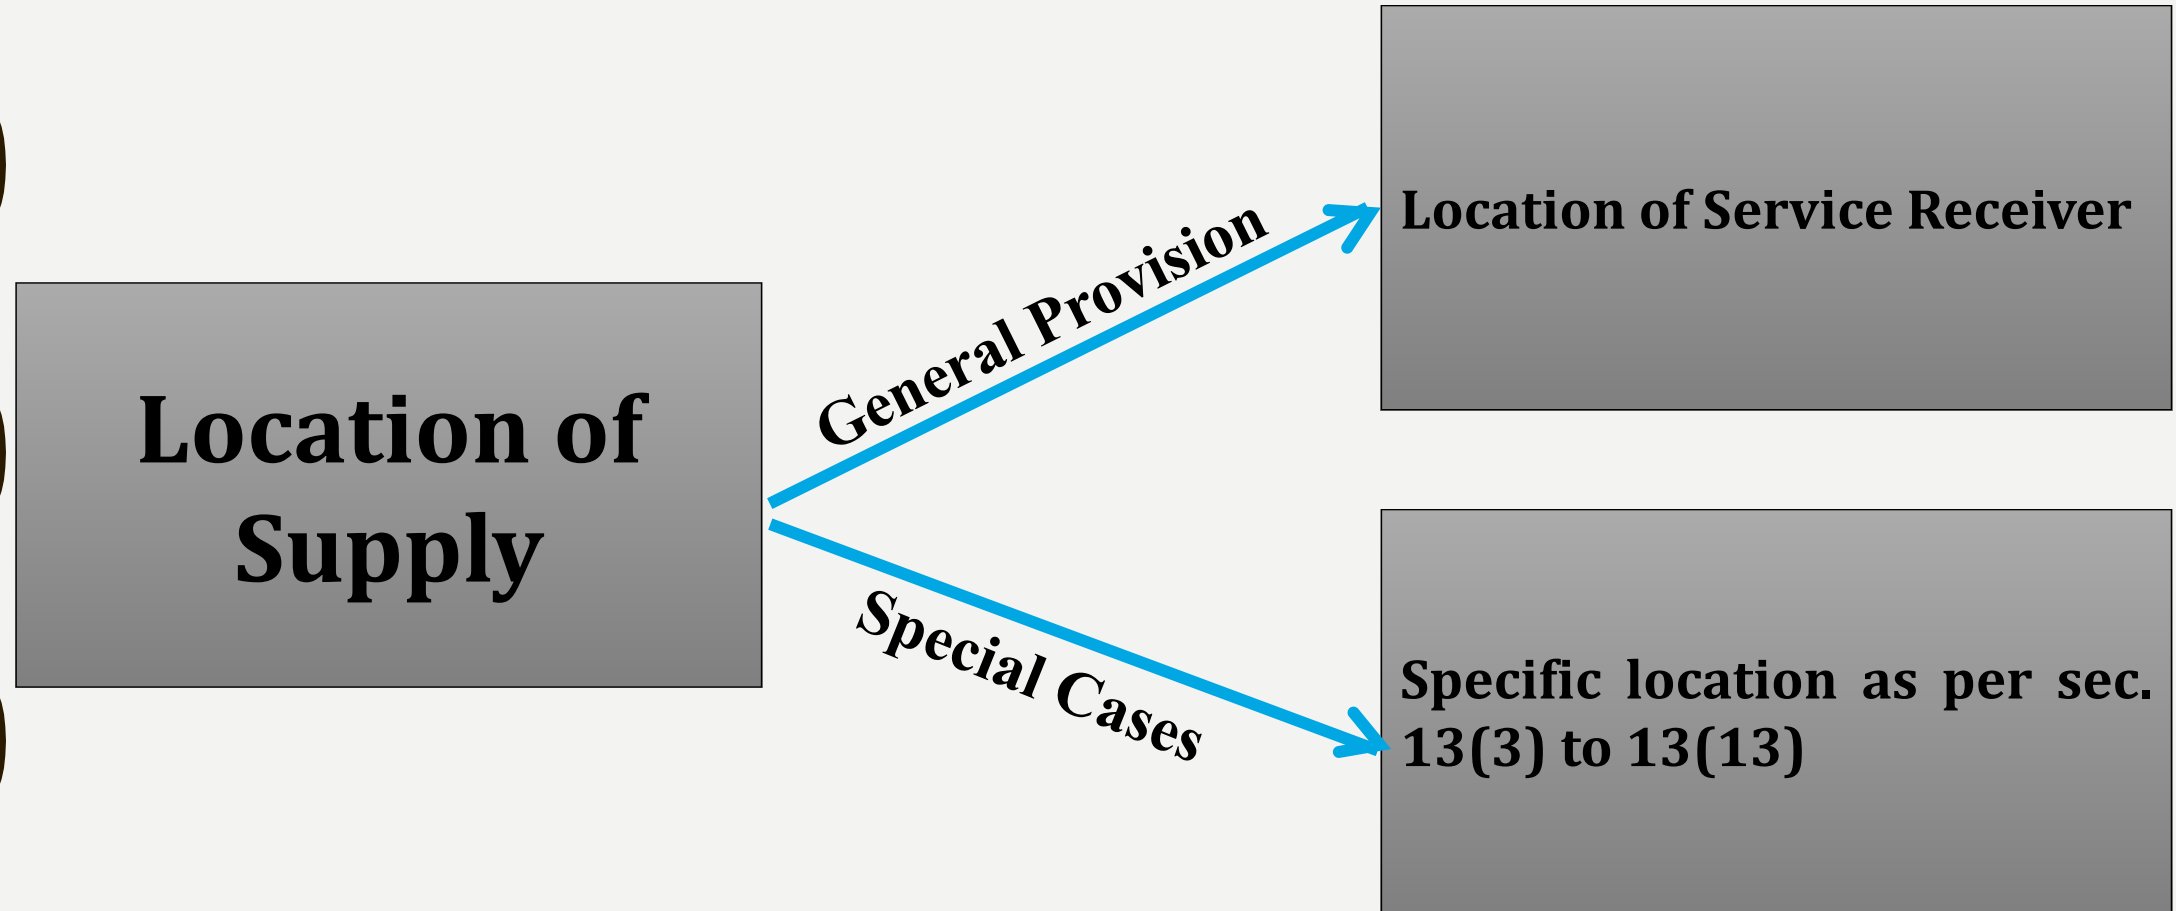 Location of
Supply
General Provision
Location of Service Receiver
Special Cases
Specific location as per sec.
13(3) to 13(13)